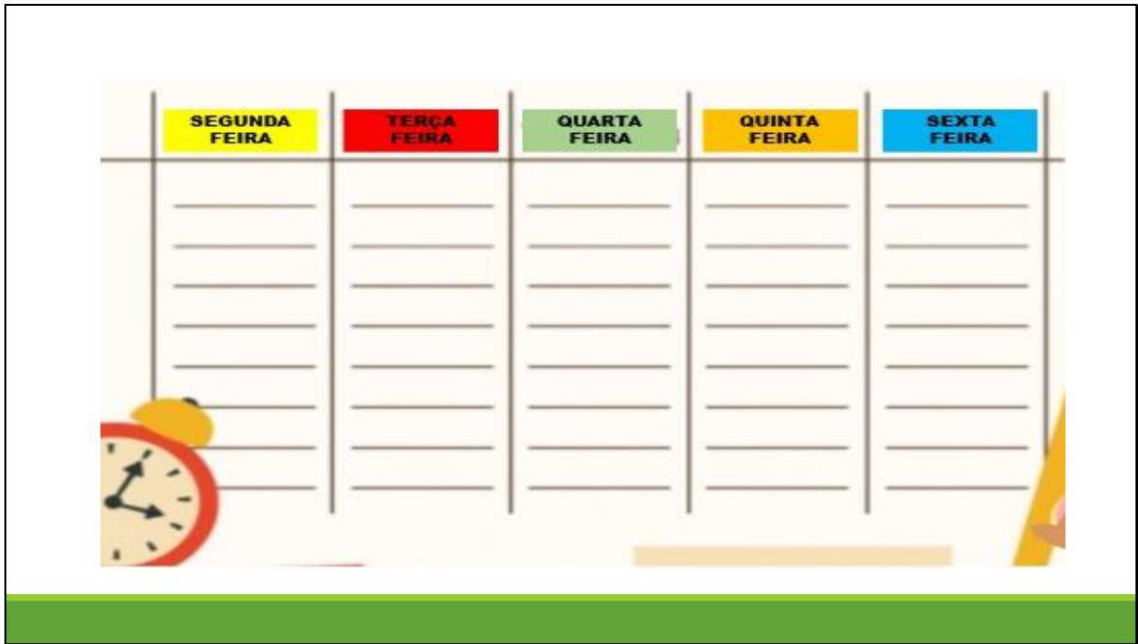 SEGUNDA
FEIRA
TERÇA
FEIRA
QUARTA
FEIRA
QUINTA
FEIRA
SEXTA
FEIRA